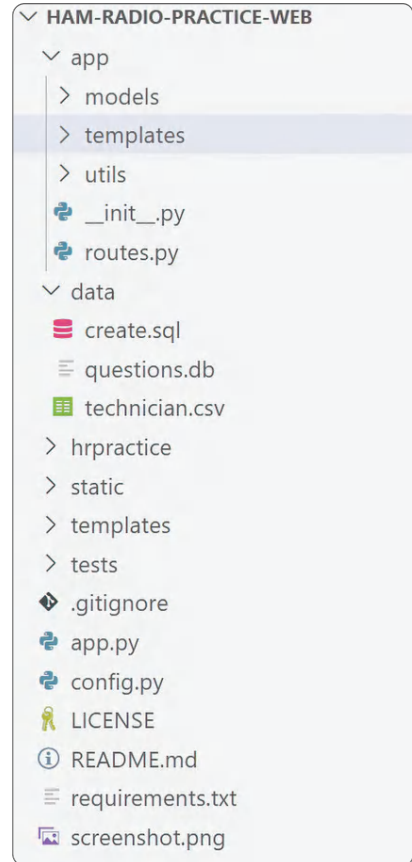 HAM-RADIO-PRACTICE-WEB
app
models
templates
utils
__init__.py
routes.py
data
create.sql
questions.db
technician.csv
hrpractice
static
templates
tests
.gitignore
app.py
config.py
LICENSE
README.md
requirements.txt
screenshot.png